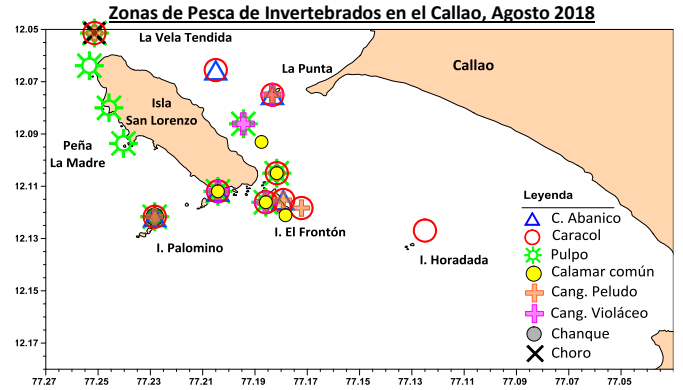 Zonas de Pesca de Invertebrados en el Callao, Agosto 2018
12.05
La Vela Tendida
La Punta
Callao
12.07
Isla
San Lorenzo
12.09
Peña
La Madre
12.11
Leyenda
C. Abanico
I. El Frontón
Caracol
12.13
I. Palomino
Pulpo
I. Horadada
Calamar común
12.15
Cang. Peludo
Cang. Violáceo
Chanque
12.17
Choro
77.27
77.25
77.23
77.21
77.19
77.17
77.15
77.13
77.11
77.09
77.07
77.05